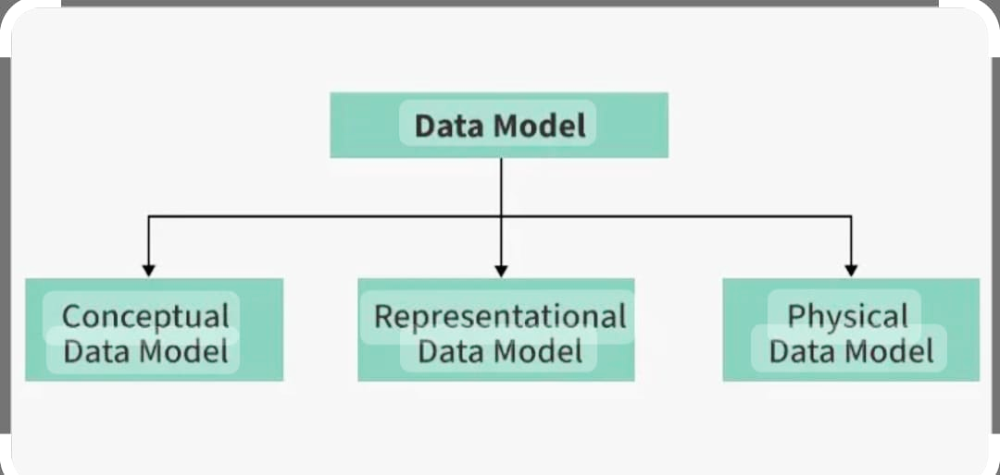 Data Model
Conceptual
Data Model
Representational
Data Model
Physical
Data Model